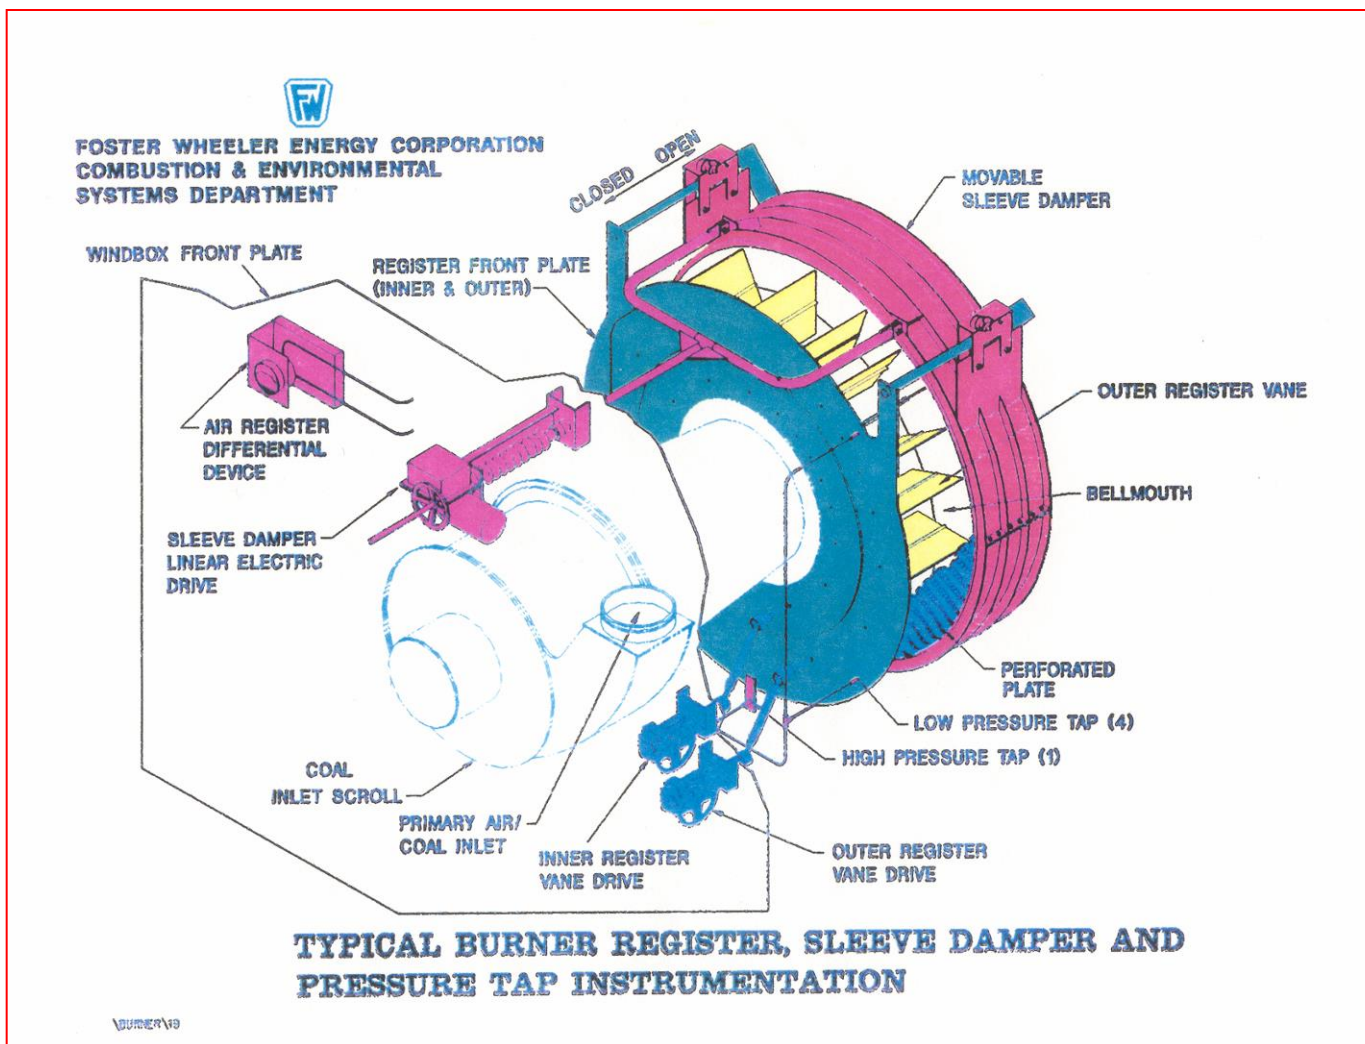 FW
FOSTER WHEELER ENERGY CORPORATION
COMBUSTION & ENVIRONMENTAL
SYSTEMS DEPARTMENT
CLOSED OPEN
MOVABLE
SLEEVE DAMPER
WINDBOX FRONT PLATE
REGISTER FRONT PLATE
(INNER & OUTER)
OUTER REGISTER VANE
AIR REGISTER
DIFFERENTIAL
DEVICE
BELLMOUTH
SLEEVE DAMPER
LINEAR ELECTRIC
DRIVE
PERFORATED
PLATE
LOW PRESSURE TAP (4)
HIGH PRESSURE TAP (1)
COAL
INLET SCROLL
PRIMARY AIR/
COAL INLET
INNER REGISTER
VANE DRIVE
OUTER REGISTER
VANE DRIVE
TYPICAL BURNER REGISTER, SLEEVE DAMPER AND
PRESSURE TAP INSTRUMENTATION
\BURNER\19